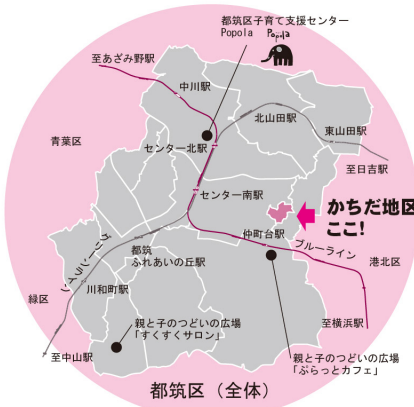 都筑区子育て支援センター
Popola Popola
至あざみ野駅
中川駅
北山田駅
東山田駅
青葉区
センター北駅
至日吉駅
センター南駅
かちだ地区
ここ!
仲町台駅
ブルーライン
港北区
グリーンライン
都筑
ふれあいの丘駅
緑区
川和町駅
至横浜駅
親と子のつどいの広場
「すくすくサロン」
至中山駅
親と子のつどいの広場
「ぷらっとカフェ」
都筑区（全体）